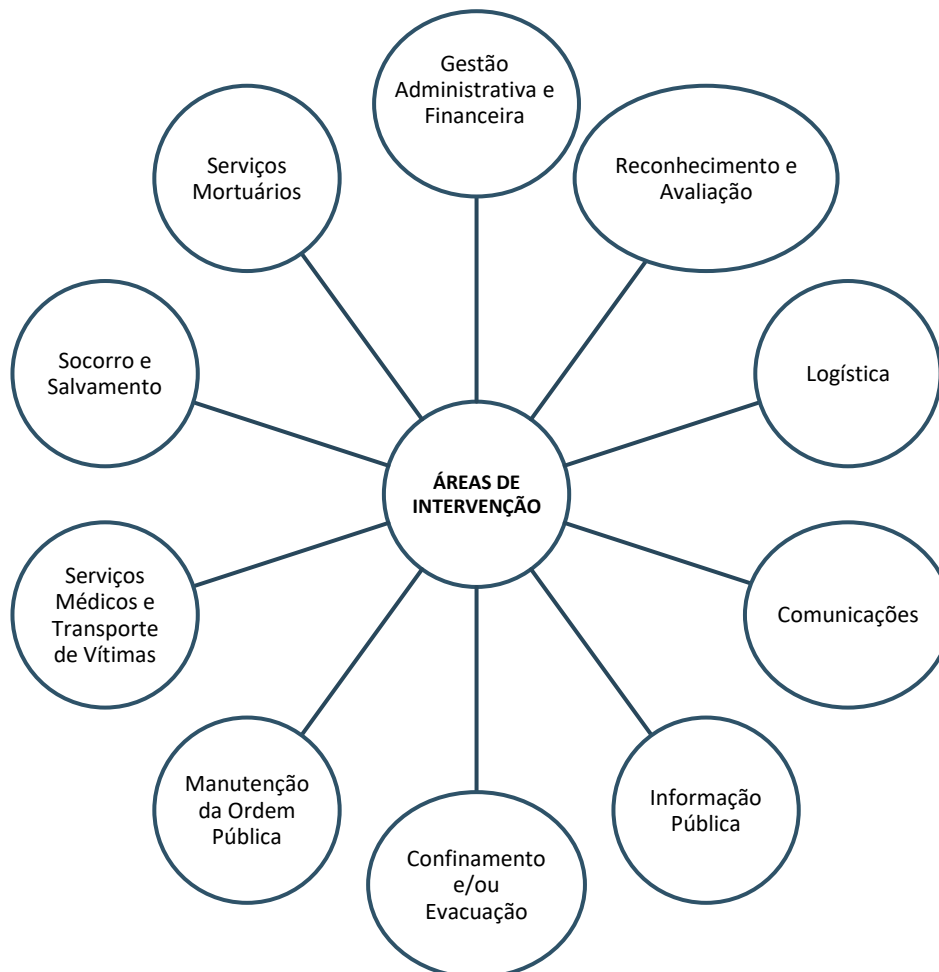 Gestão
Administrativa e
Financeira
Reconhecimento e
Avaliação
Logística
Comunicações
Informação
Pública
Confinamento
e/ou
Evacuação
Manutenção
da Ordem
Pública
Serviços
Médicos e
Transporte
de Vítimas
Socorro e
Salvamento
Serviços
Mortuários
ÁREAS DE
INTERVENÇÃO